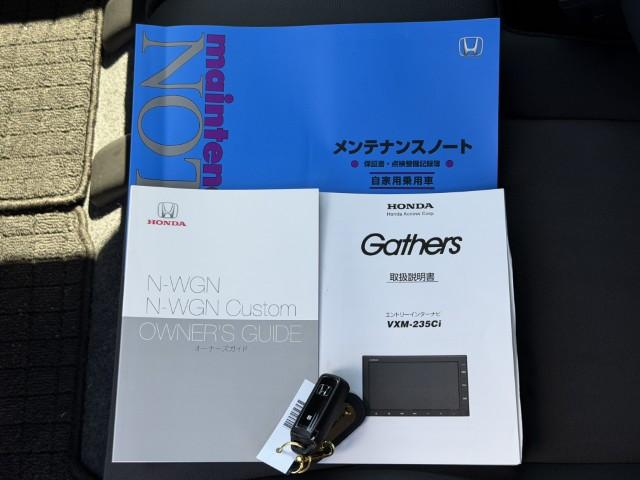 メンテナンスノート
保証書・点検整備記録簿
自家用乗用車
HONDA
N-WGN
N-WGN Custom
OWNER'S GUIDE
オーナーズガイド
HONDA
Honda Access Corp.
Gathers
取扱説明書
エントリーインターナビ
VXM-235Ci